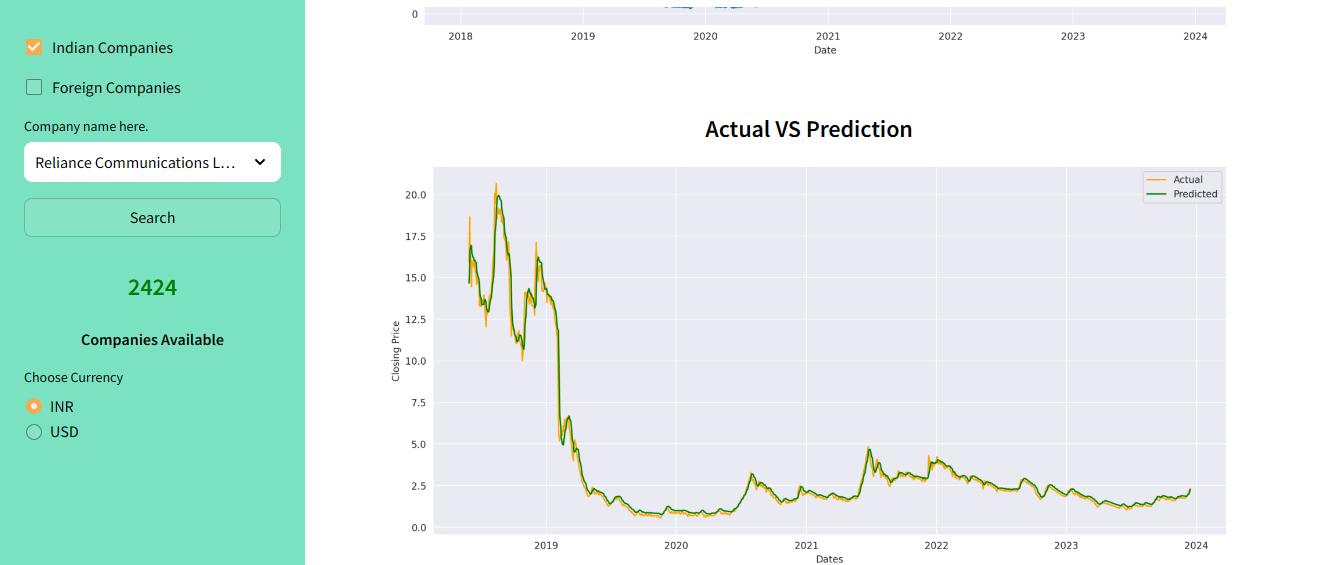 Indian Companies
Foreign Companies
Company name here.
Reliance Communications L...
Search
2424
Companies Available
Choose Currency
INR
USD
0
2018 2019 2020 2021 2022 2023 2024
Date
Actual VS Prediction
Actual
Predicted
Closing Price
20.0
17.5
15.0
12.5
10.0
7.5
5.0
2.5
0.0
2019 2020 2021 2022 2023 2024
Dates